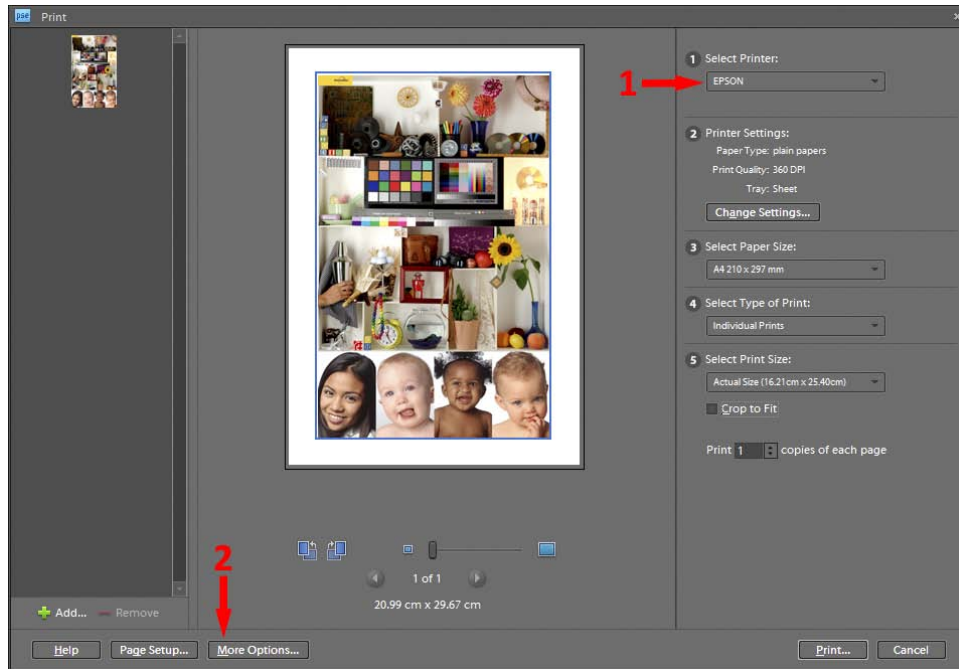 pse Print
x
1 Select Printer:
1
EPSON
2 Printer Settings:
Paper Type: plain papers
Print Quality: 360 DPI
Tray: Sheet
Change Settings...
3 Select Paper Size:
A4 210 x 297 mm
4 Select Type of Print:
Individual Prints
5 Select Print Size:
Actual Size (16.21cm x 25.40cm)
Crop to Fit
Print 1 copies of each page
2
1 of 1
20.99 cm x 29.67 cm
Add... Remove
Help Page Setup... More Options... Print... Cancel